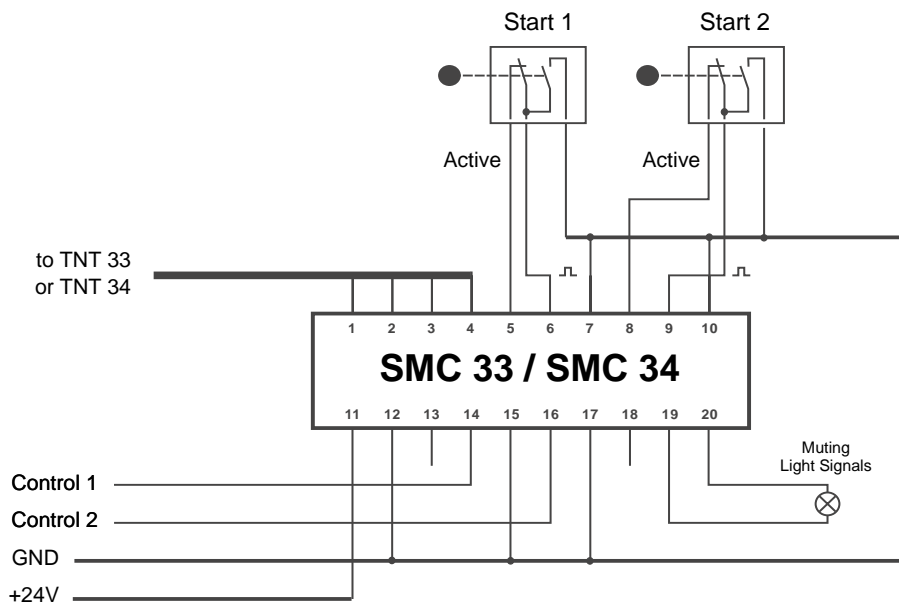 Start 1 Start 2
Active Active
to TNT 33
or TNT 34
1 2 3 4 5 6 7 8 9 10
SMC 33 / SMC 34
11 12 13 14 15 16 17 18 19 20
Muting
Light Signals
Control 1
Control 2
GND
+24V